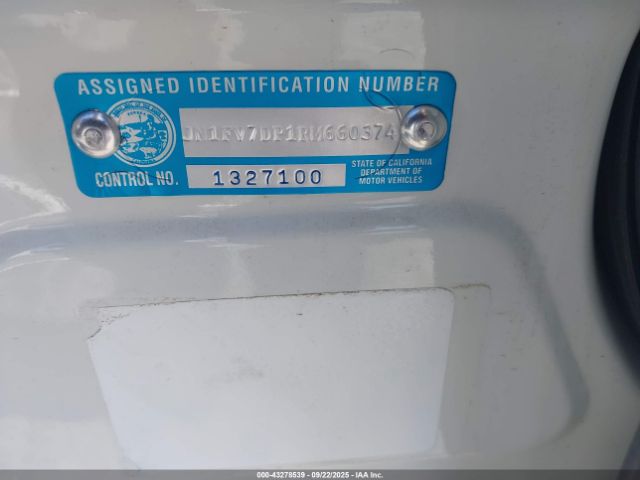 ASSIGNED IDENTIFICATION NUMBER
JN1FV7DP1RM660374
CONTROL NO. 1327100
STATE OF CALIFORNIA
DEPARTMENT OF
MOTOR VEHICLES
000-43278539 - 09/22/2025 - IAA, Inc.